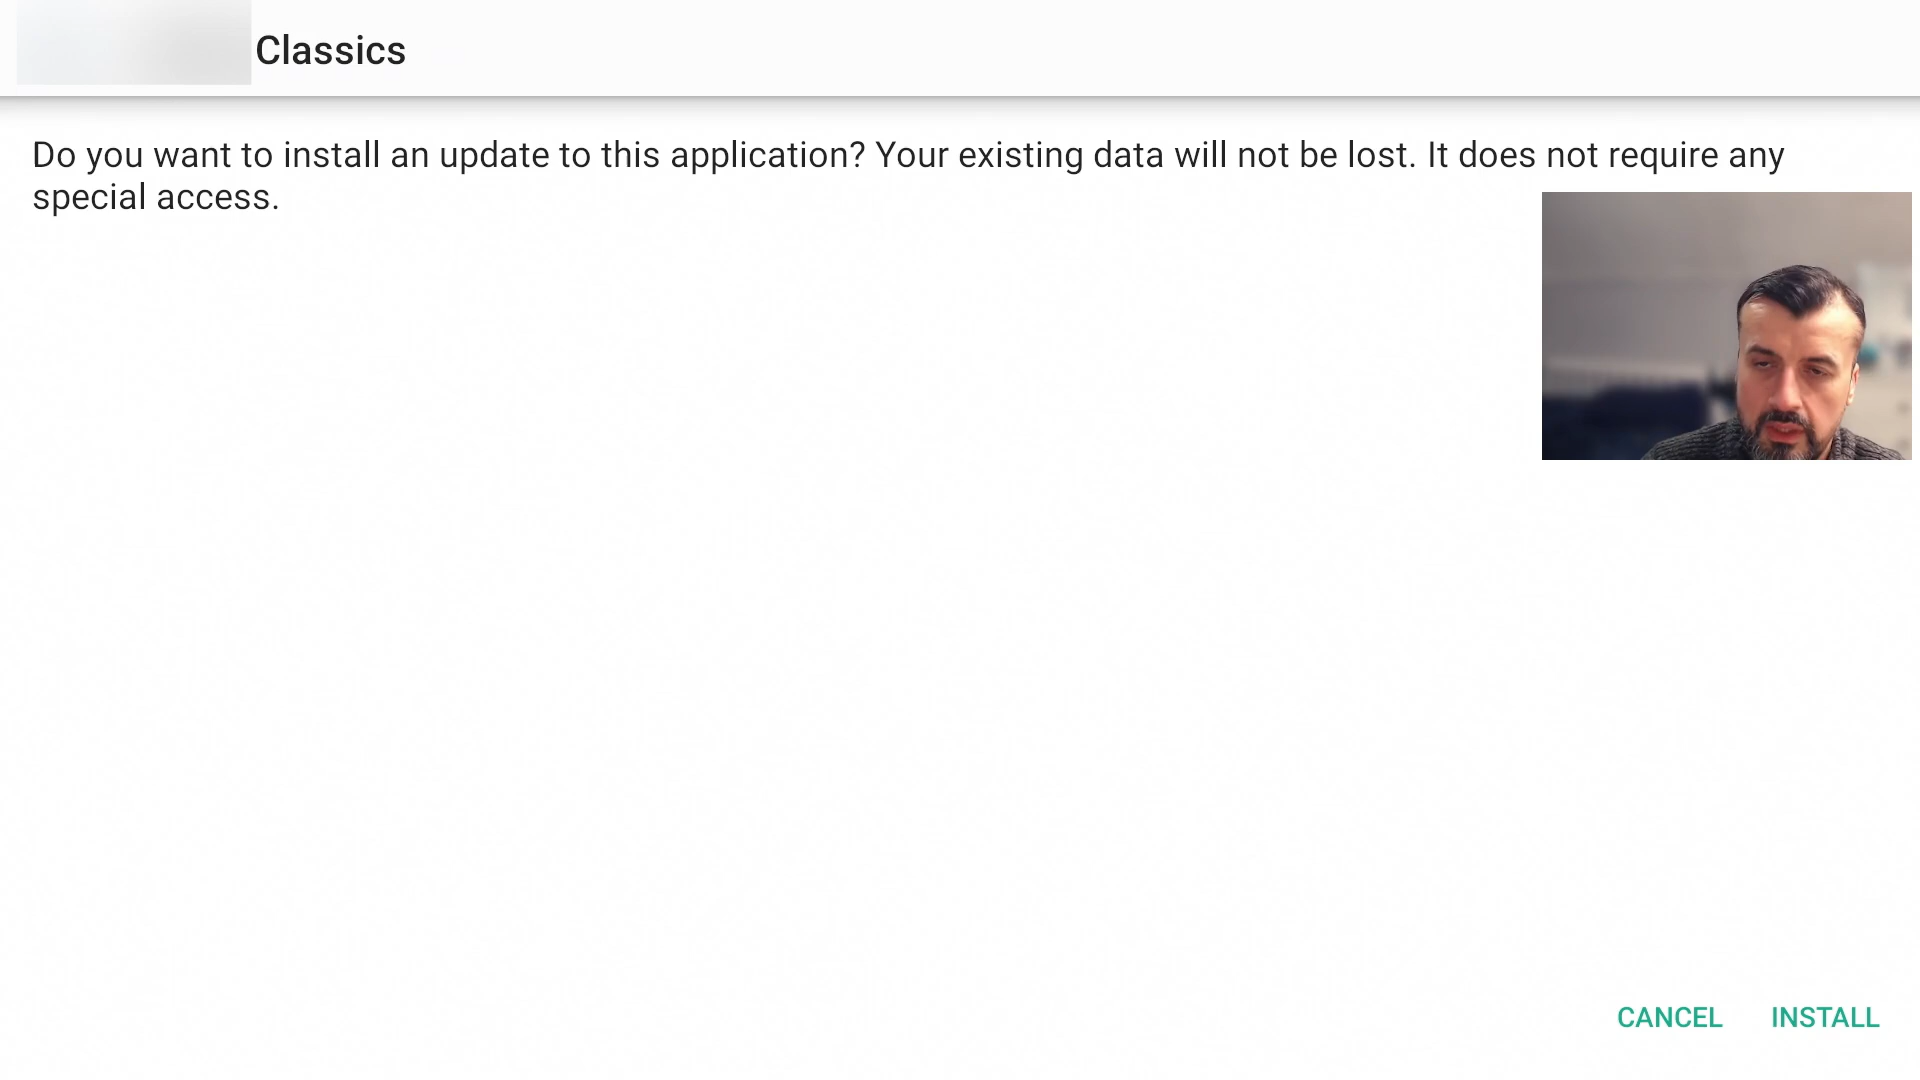 Classics
Do you want to install an update to this application? Your existing data will not be lost. It does not require any
special access.
CANCEL INSTALL